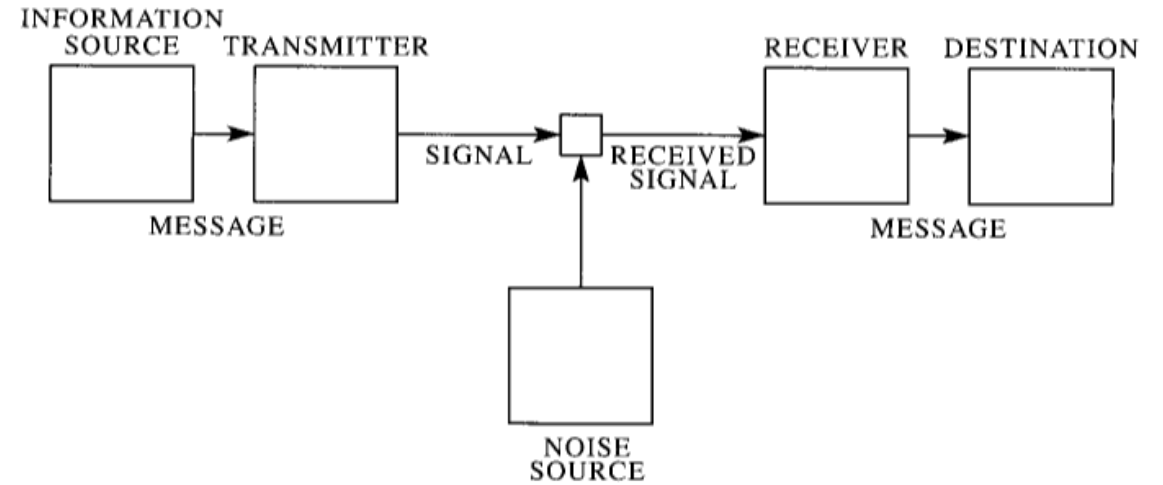 INFORMATION
SOURCE
TRANSMITTER
RECEIVER
DESTINATION
SIGNAL
RECEIVED
SIGNAL
MESSAGE
MESSAGE
NOISE
SOURCE